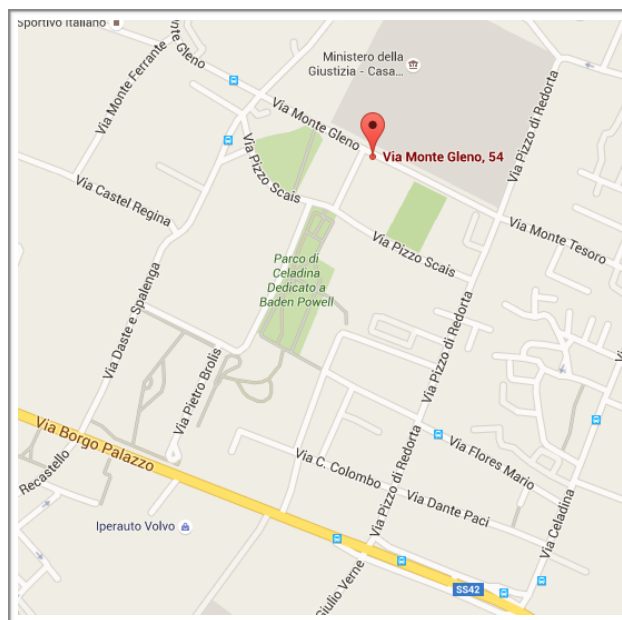 Sportivo Italiano
Monte Gleno
Via Monte Ferrante
Ministero della
Giustizia - Casa...
Via Monte Gleno
Via Monte Gleno, 54
Via Pizzo di Redorta
Via Pizzo Scais
Via Castel Regina
Via Pizzo Scais
Via Monte Tesoro
Parco di
Celadina
Dedicato a
Baden Powell
Via Daste e Spalenga
Via Pietro Brolis
Via Pizzo di Redorta
Via Borgo Palazzo
Recastello
Via Flores Mario
Via C. Colombo
Via Dante Paci
Via Pizzo di Redorta
Via Celadina
Iperauto Volvo
Giulio Verne
SS42